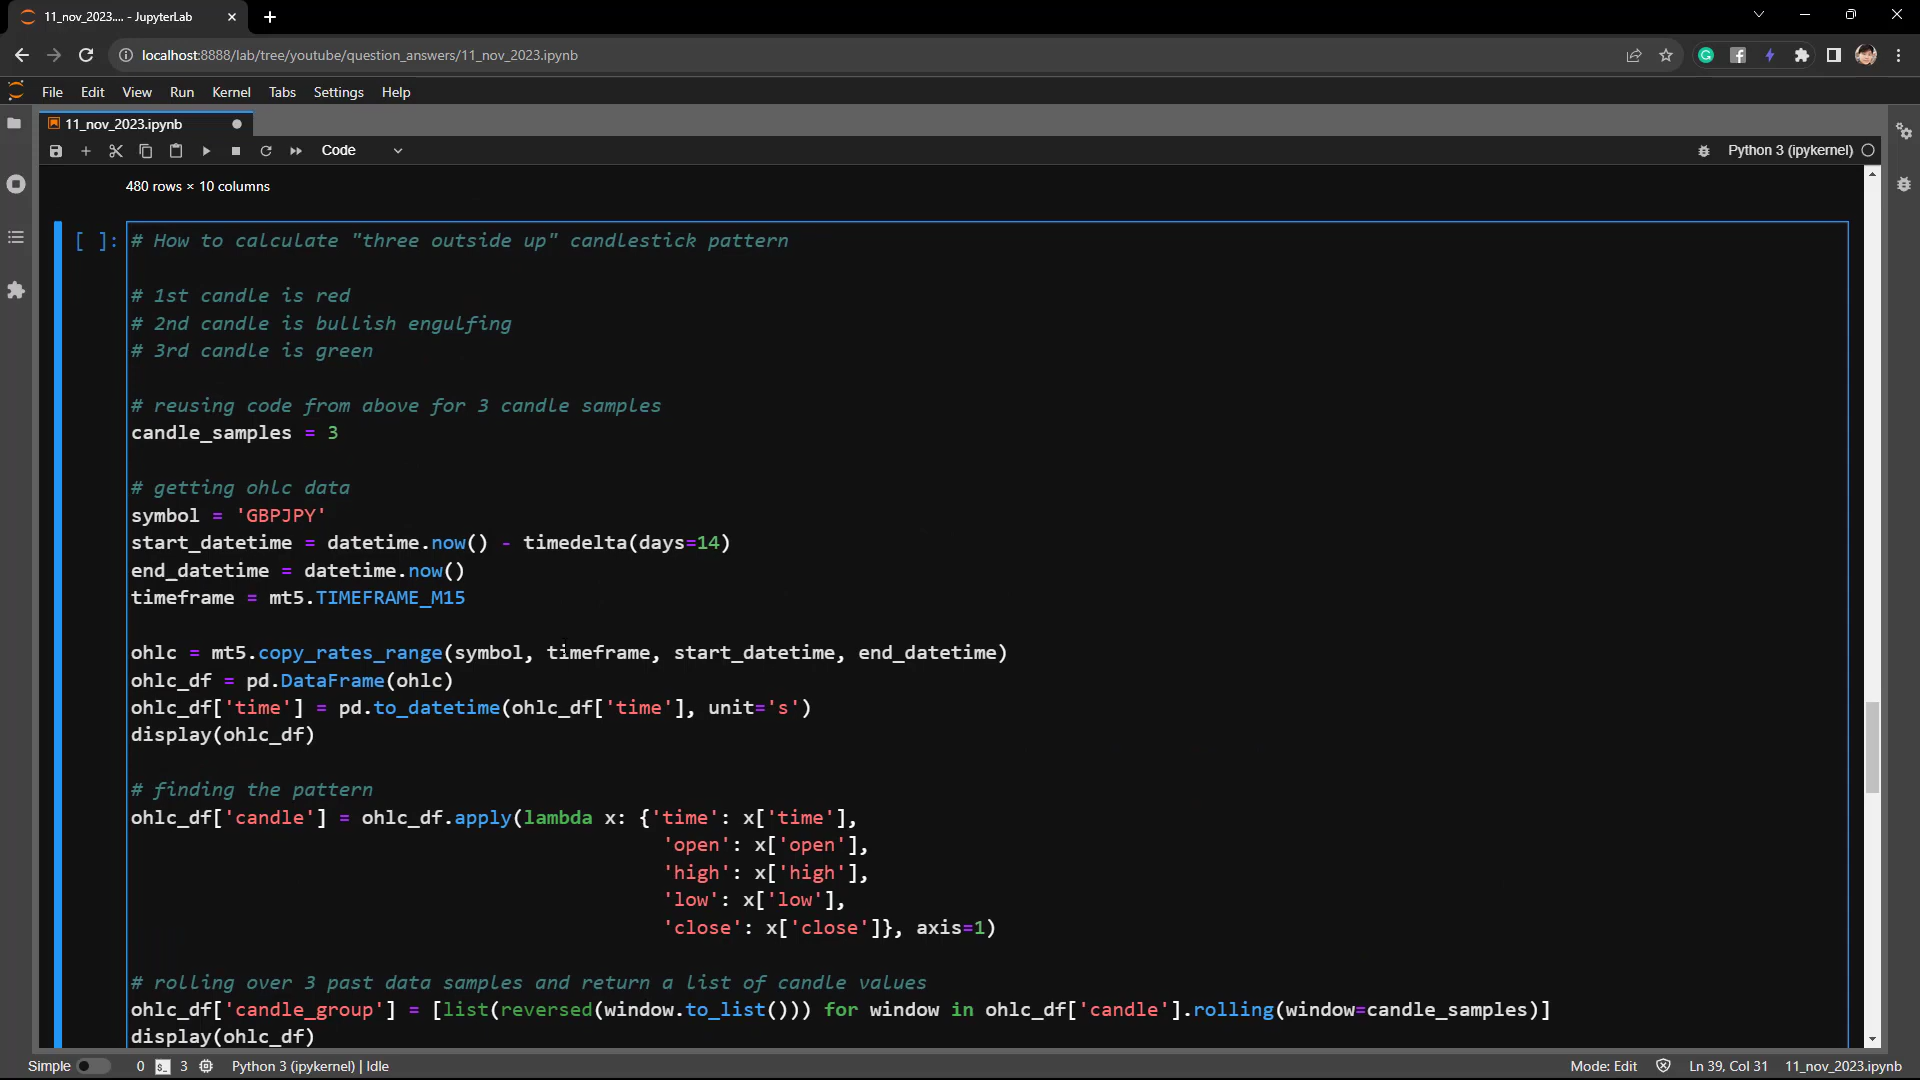 11_nov_2023.... - JupyterLab
localhost:8888/lab/tree/youtube/question_answers/11_nov_2023.ipynb
File Edit View Run Kernel Tabs Settings Help
11_nov_2023.ipynb
Code
Python 3 (ipykernel)
480 rows × 10 columns
[ ]: # How to calculate "three outside up" candlestick pattern
# 1st candle is red
# 2nd candle is bullish engulfing
# 3rd candle is green
# reusing code from above for 3 candle samples
candle_samples = 3
# getting ohlc data
symbol = 'GBPJPY'
start_datetime = datetime.now() - timedelta(days=14)
end_datetime = datetime.now()
timeframe = mt5.TIMEFRAME_M15
ohlc = mt5.copy_rates_range(symbol, timeframe, start_datetime, end_datetime)
ohlc_df = pd.DataFrame(ohlc)
ohlc_df['time'] = pd.to_datetime(ohlc_df['time'], unit='s')
display(ohlc_df)
# finding the pattern
ohlc_df['candle'] = ohlc_df.apply(lambda x: {'time': x['time'],
'open': x['open'],
'high': x['high'],
'low': x['low'],
'close': x['close']}, axis=1)
# rolling over 3 past data samples and return a list of candle values
ohlc_df['candle_group'] = [list(reversed(window.to_list())) for window in ohlc_df['candle'].rolling(window=candle_samples)]
display(ohlc_df)
Simple 0 3 Python 3 (ipykernel) | Idle Mode: Edit Ln 39, Col 31 11_nov_2023.ipynb